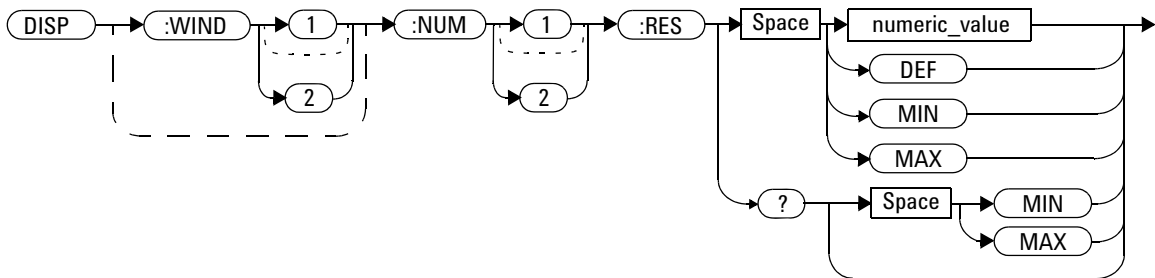 DISP :WIND 1 :NUM 1 :RES Space numeric_value
DEF
2 2 MIN
MAX
? Space MIN
MAX